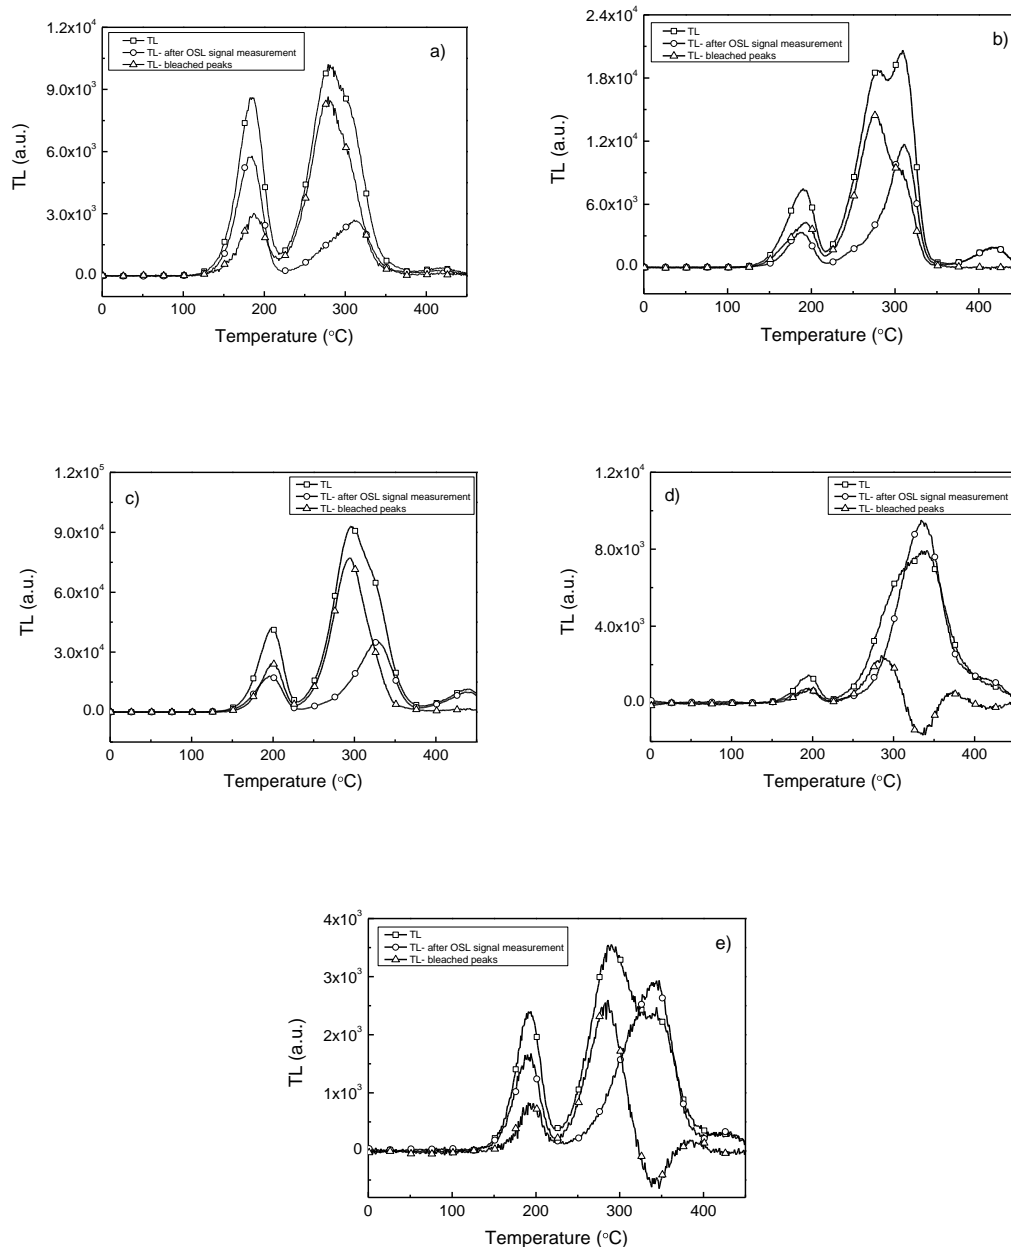 1.2x10⁴
TL
TL- after OSL signal measurement
TL- bleached peaks
a)
9.0x10³
6.0x10³
3.0x10³
0.0
TL (a.u.)
0 100 200 300 400
Temperature (°C)
2.4x10⁴
TL
TL- after OSL signal measurement
TL- bleached peaks
b)
1.8x10⁴
1.2x10⁴
6.0x10³
0.0
TL (a.u.)
0 100 200 300 400
Temperature (°C)
1.2x10⁵
c)
TL
TL- after OSL signal measurement
TL- bleached peaks
9.0x10⁴
6.0x10⁴
3.0x10⁴
0.0
TL (a.u.)
0 100 200 300 400
Temperature (°C)
1.2x10⁴
d)
TL
TL- after OSL signal measurement
TL- bleached peaks
8.0x10³
4.0x10³
0.0
TL (a.u.)
0 100 200 300 400
Temperature (°C)
4x10³
TL
TL- after OSL signal measurement
TL- bleached peaks
e)
3x10³
2x10³
1x10³
0
TL (a.u.)
0 100 200 300 400
Temperature (°C)